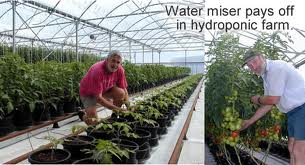 Water miser pays off
in hydroponic farm.